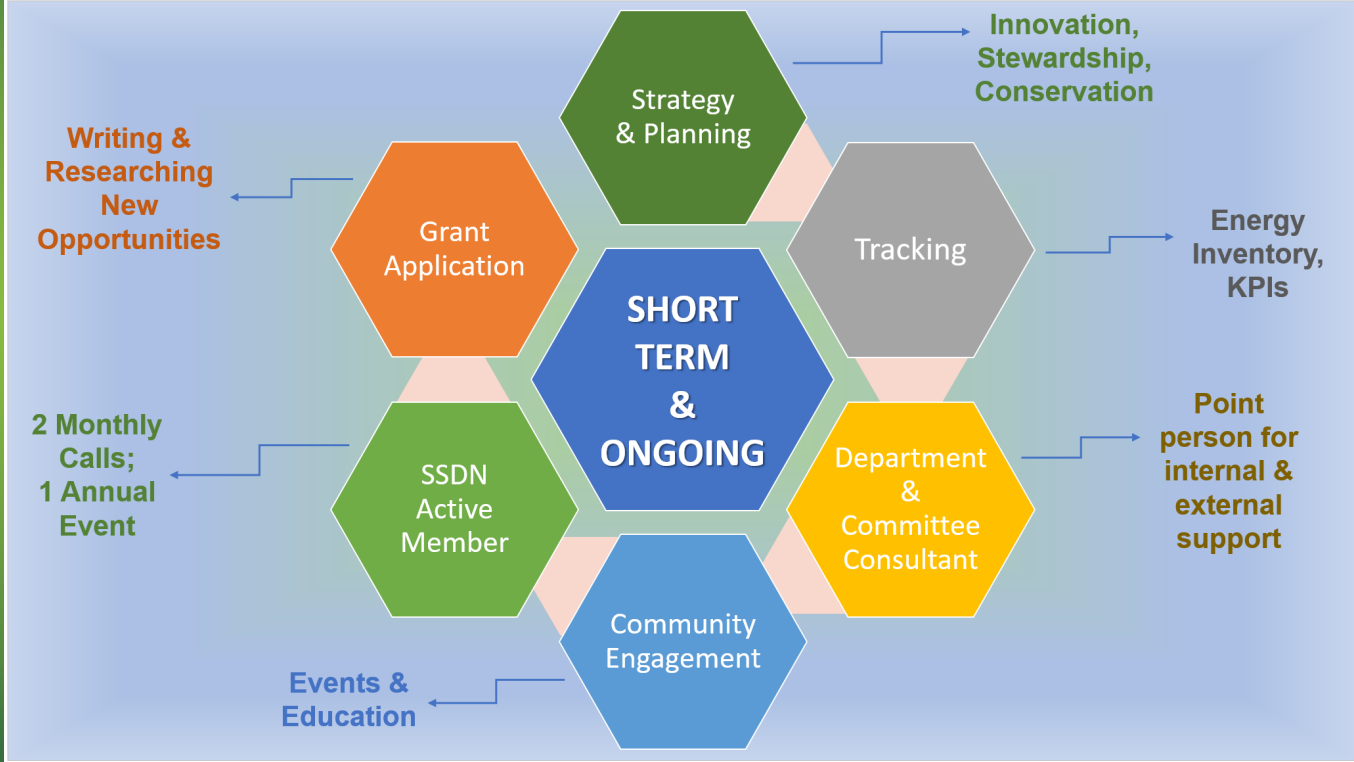 Innovation,
Stewardship,
Conservation
Strategy
& Planning
Writing &
Researching
New
Opportunities
Grant
Application
Tracking
Energy
Inventory,
KPIs
SHORT
TERM
&
ONGOING
2 Monthly
Calls;
1 Annual
Event
SSDN
Active
Member
Department
&
Committee
Consultant
Point
person for
internal &
external
support
Community
Engagement
Events &
Education